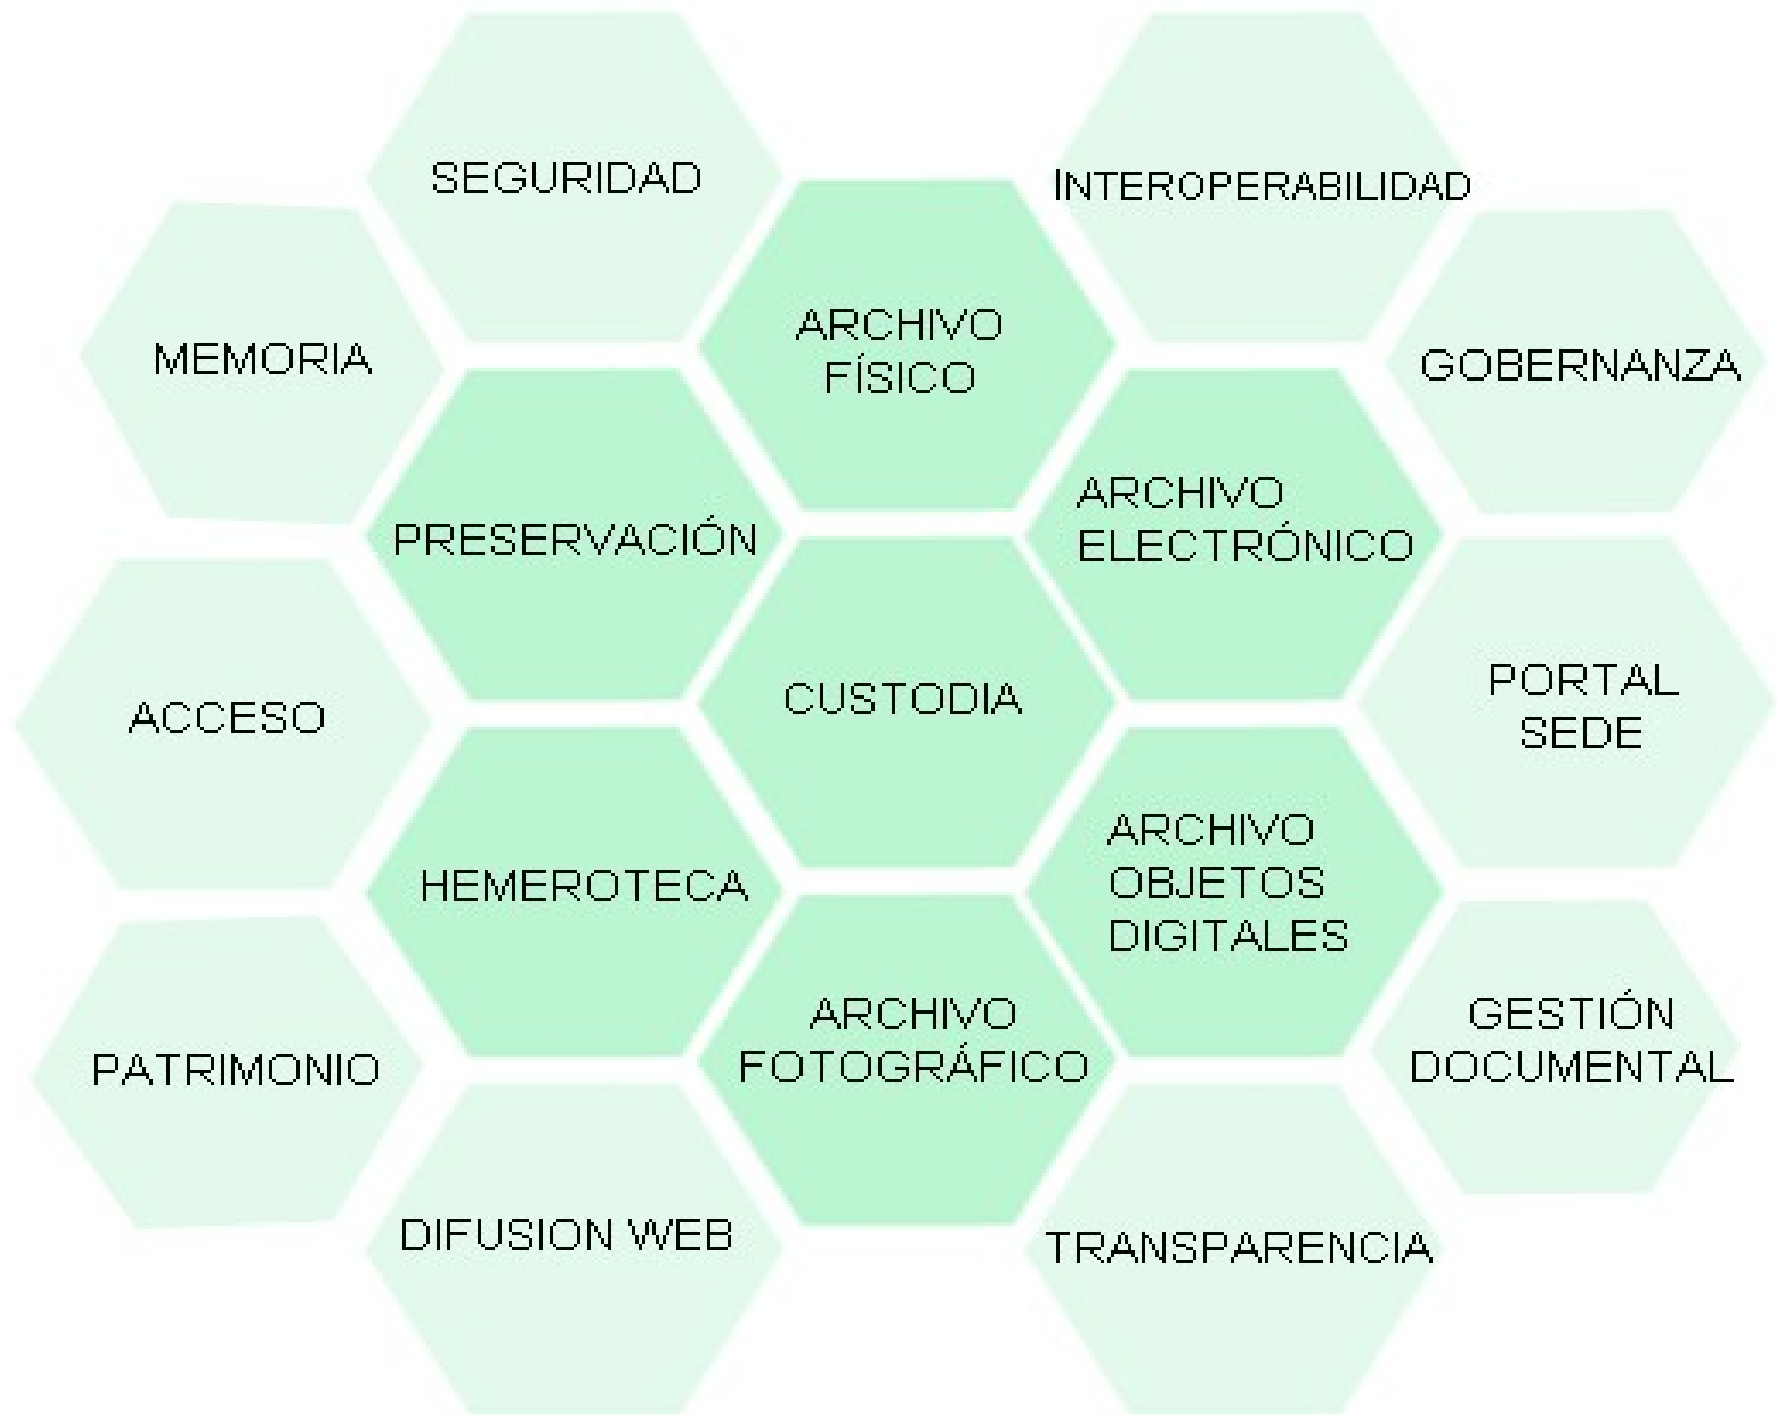 SEGURIDAD
INTEROPERABILIDAD
MEMORIA
ARCHIVO
FÍSICO
GOBERNANZA
PRESERVACIÓN
ARCHIVO
ELECTRÓNICO
ACCESO
CUSTODIA
PORTAL
SEDE
HEMEROTECA
ARCHIVO
OBJETOS
DIGITALES
PATRIMONIO
ARCHIVO
FOTOGRÁFICO
GESTIÓN
DOCUMENTAL
DIFUSION WEB
TRANSPARENCIA